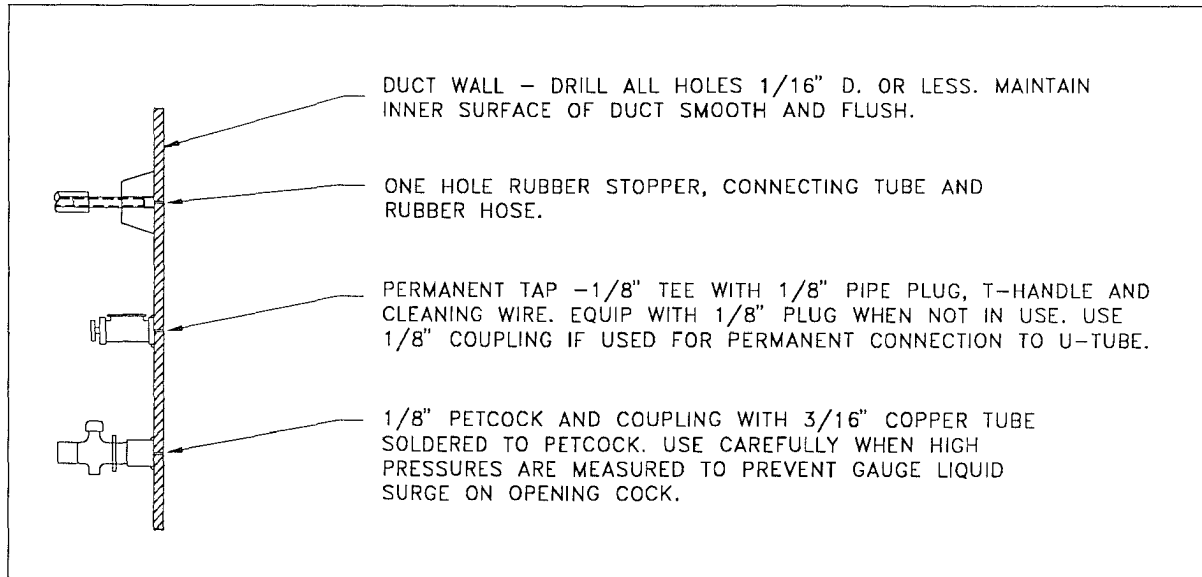 DUCT WALL – DRILL ALL HOLES 1/16" D. OR LESS. MAINTAIN
INNER SURFACE OF DUCT SMOOTH AND FLUSH.
ONE HOLE RUBBER STOPPER, CONNECTING TUBE AND
RUBBER HOSE.
PERMANENT TAP –1/8" TEE WITH 1/8" PIPE PLUG, T–HANDLE AND
CLEANING WIRE. EQUIP WITH 1/8" PLUG WHEN NOT IN USE. USE
1/8" COUPLING IF USED FOR PERMANENT CONNECTION TO U–TUBE.
1/8" PETCOCK AND COUPLING WITH 3/16" COPPER TUBE
SOLDERED TO PETCOCK. USE CAREFULLY WHEN HIGH
PRESSURES ARE MEASURED TO PREVENT GAUGE LIQUID
SURGE ON OPENING COCK.